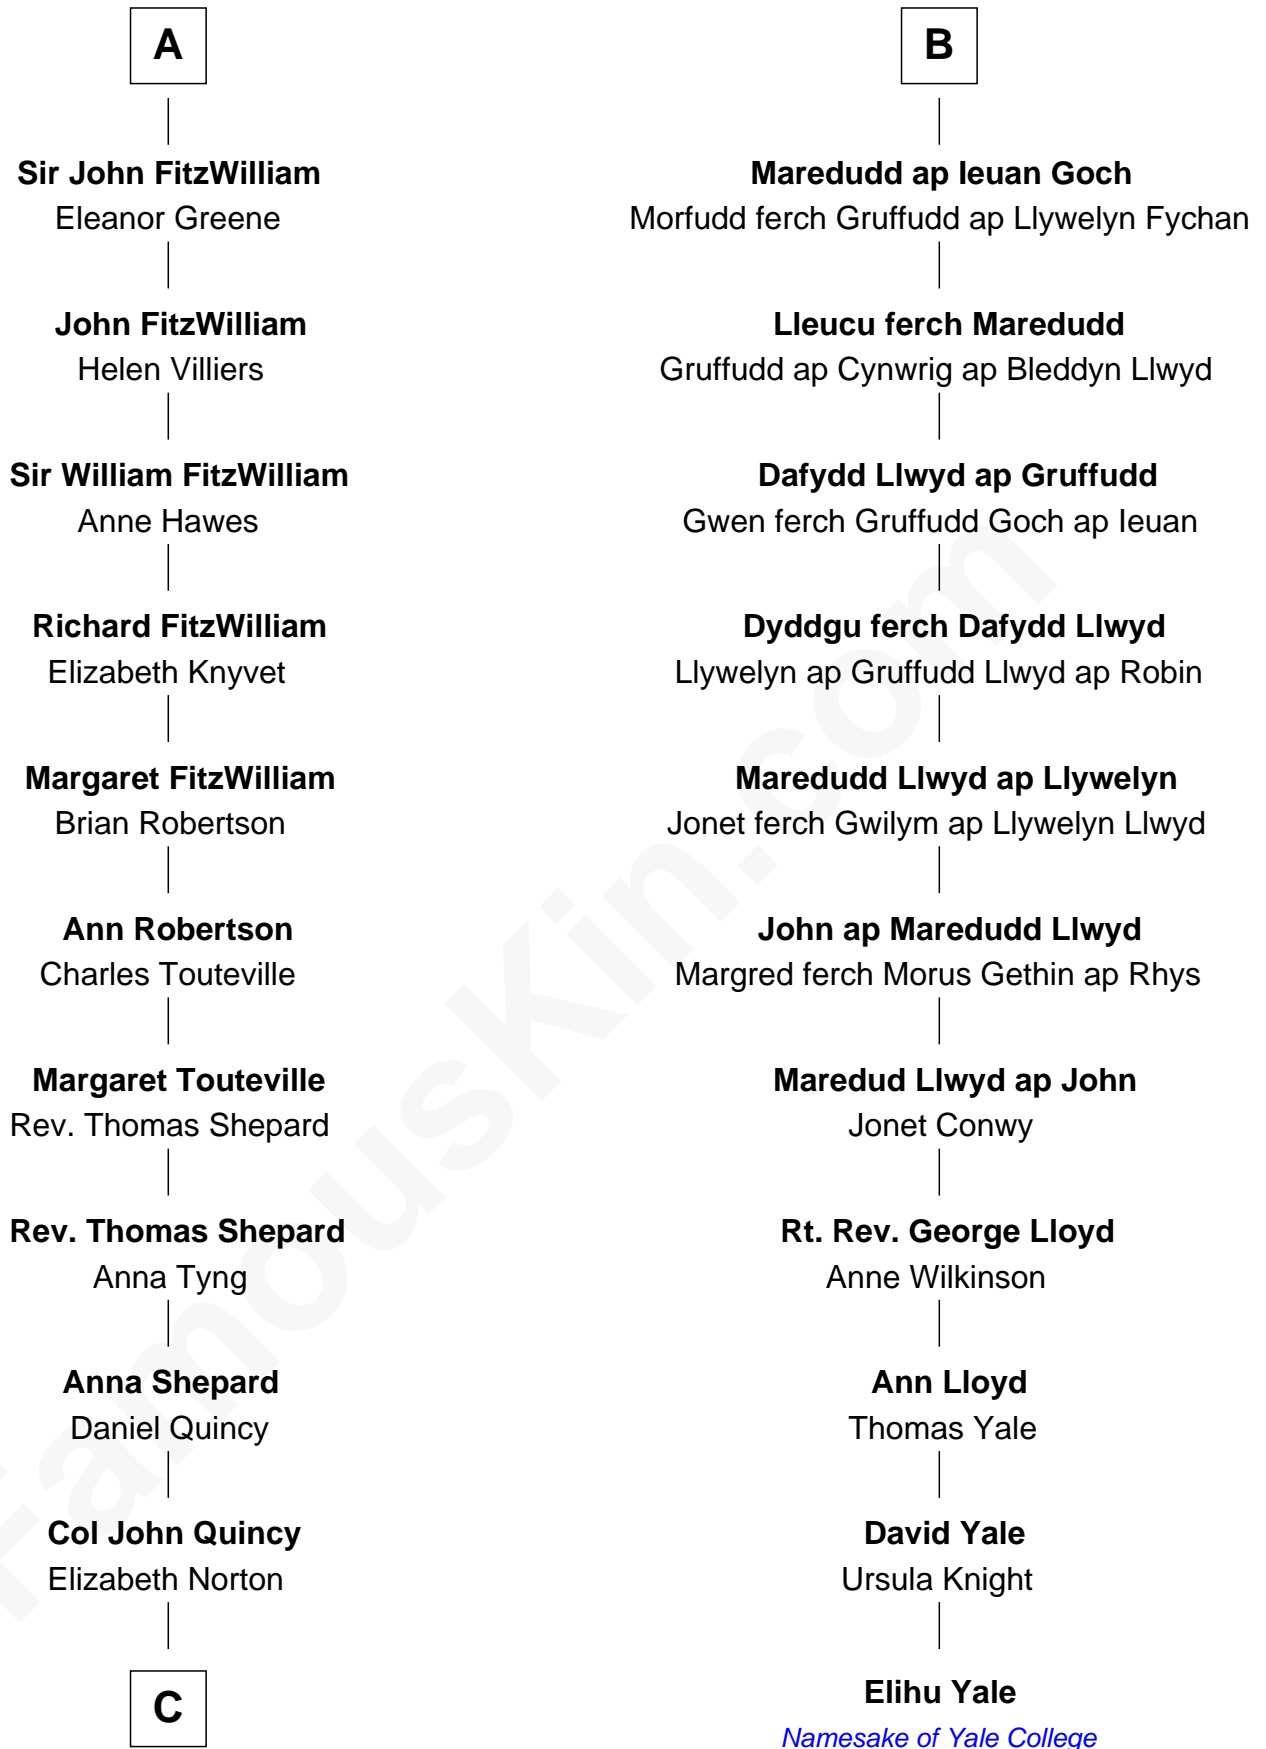 A
Sir John FitzWilliam
Eleanor Greene
John FitzWilliam
Helen Villiers
Sir William FitzWilliam
Anne Hawes
Richard FitzWilliam
Elizabeth Knyvet
Margaret FitzWilliam
Brian Robertson
Ann Robertson
Charles Touteville
Margaret Touteville
Rev. Thomas Shepard
Rev. Thomas Shepard
Anna Tyng
Anna Shepard
Daniel Quincy
Col John Quincy
Elizabeth Norton
C
B
Maredudd ap Ieuan Goch
Morfudd ferch Gruffudd ap Llywelyn Fychan
Lleucu ferch Maredudd
Gruffudd ap Cynwrig ap Bleddyn Llwyd
Dafydd Llwyd ap Gruffudd
Gwen ferch Gruffudd Goch ap Ieuan
Dyddgu ferch Dafydd Llwyd
Llywelyn ap Gruffudd Llwyd ap Robin
Maredudd Llwyd ap Llywelyn
Jonet ferch Gwilym ap Llywelyn Llwyd
John ap Maredudd Llwyd
Margred ferch Morus Gethin ap Rhys
Maredud Llwyd ap John
Jonet Conwy
Rt. Rev. George Lloyd
Anne Wilkinson
Ann Lloyd
Thomas Yale
David Yale
Ursula Knight
Elihu Yale
Namesake of Yale College
FamousKin.com